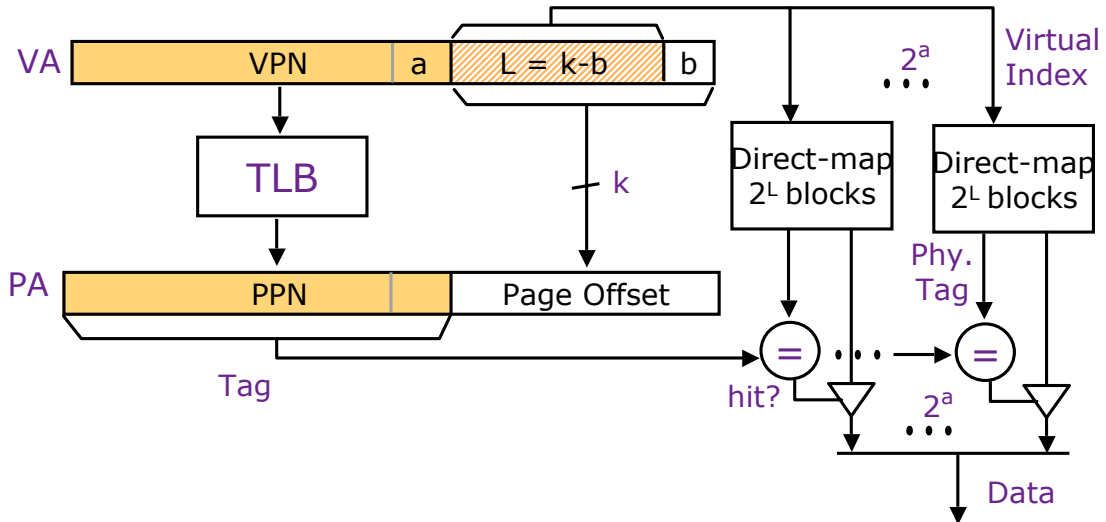 VA
VPN
a
L = k-b
b
2ᵃ
Virtual
Index
TLB
k
Direct-map
2ᴸ blocks
Direct-map
2ᴸ blocks
PA
PPN
Page Offset
Phy.
Tag
=
=
Tag
hit?
2ᵃ
Data